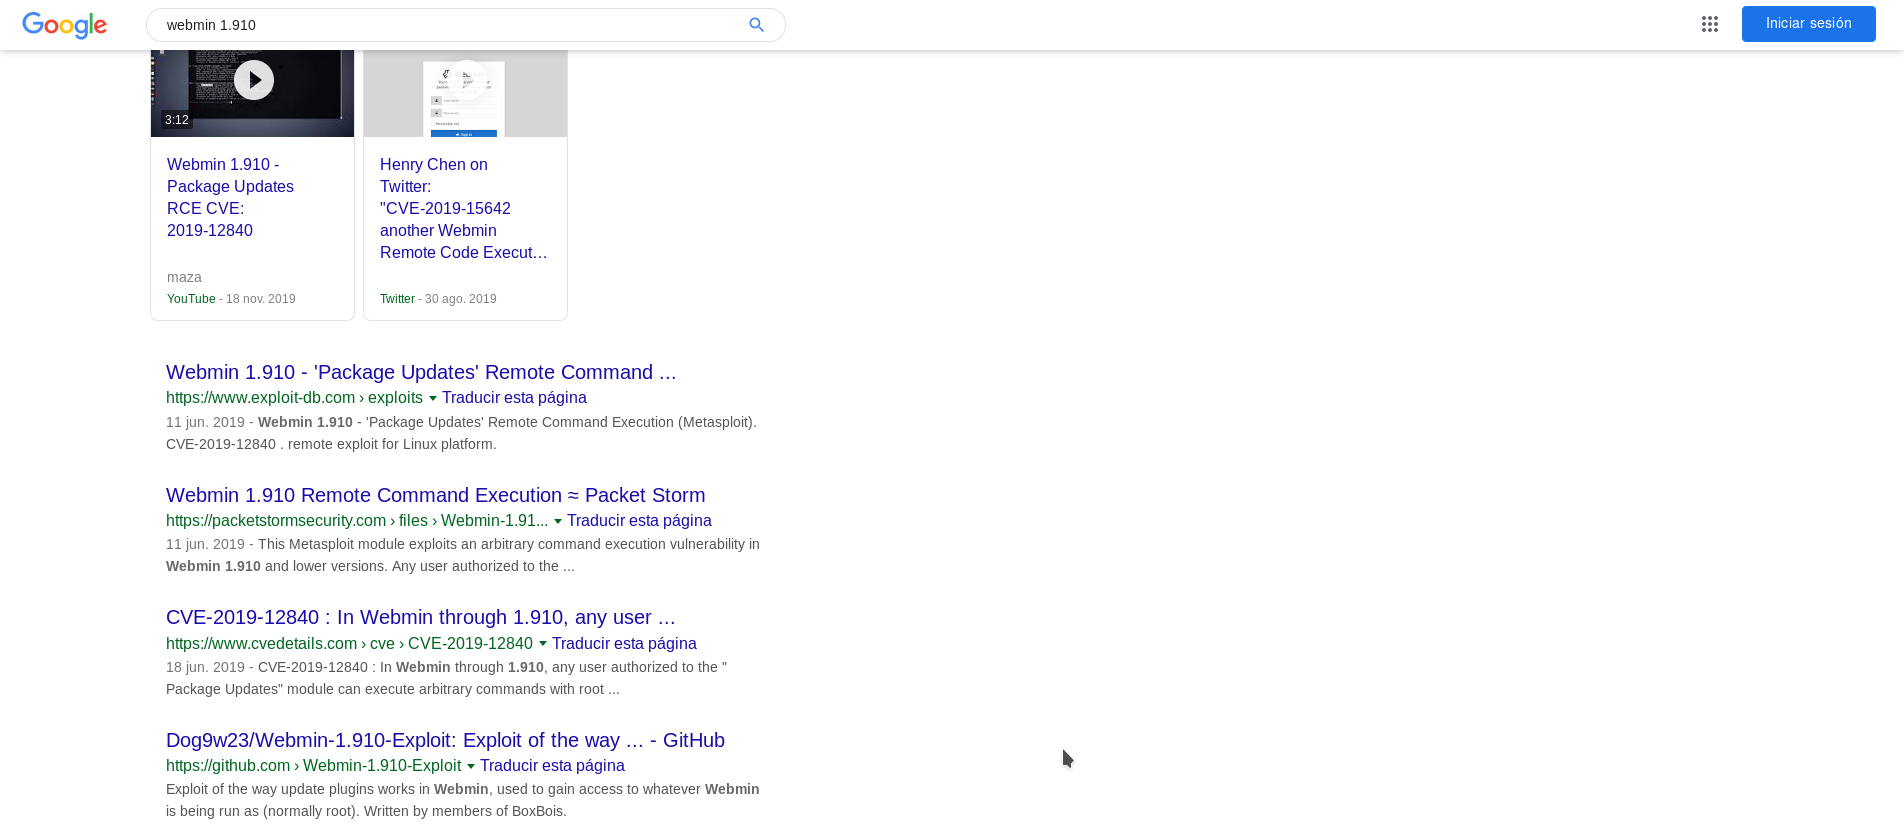 Google
webmin 1.910
Iniciar sesión
3:12
Webmin 1.910 -
Package Updates
RCE CVE:
2019-12840
maza
YouTube - 18 nov. 2019
Henry Chen on
Twitter:
"CVE-2019-15642
another Webmin
Remote Code Execut…
Twitter - 30 ago. 2019
Webmin 1.910 - 'Package Updates' Remote Command ...
https://www.exploit-db.com › exploits Traducir esta página
11 jun. 2019 - Webmin 1.910 - 'Package Updates' Remote Command Execution (Metasploit).
CVE-2019-12840 . remote exploit for Linux platform.
Webmin 1.910 Remote Command Execution ≈ Packet Storm
https://packetstormsecurity.com › files › Webmin-1.91... Traducir esta página
11 jun. 2019 - This Metasploit module exploits an arbitrary command execution vulnerability in
Webmin 1.910 and lower versions. Any user authorized to the ...
CVE-2019-12840 : In Webmin through 1.910, any user ...
https://www.cvedetails.com › cve › CVE-2019-12840 Traducir esta página
18 jun. 2019 - CVE-2019-12840 : In Webmin through 1.910, any user authorized to the "
Package Updates" module can execute arbitrary commands with root ...
Dog9w23/Webmin-1.910-Exploit: Exploit of the way ... - GitHub
https://github.com › Webmin-1.910-Exploit Traducir esta página
Exploit of the way update plugins works in Webmin, used to gain access to whatever Webmin
is being run as (normally root). Written by members of BoxBois.